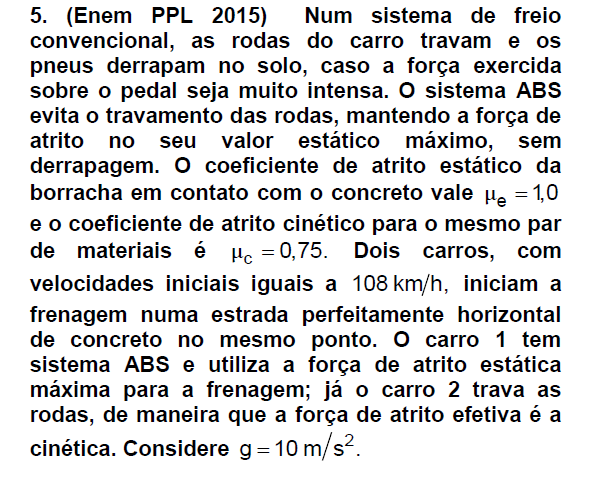 5. (Enem PPL 2015) Num sistema de freio
convencional, as rodas do carro travam e os
pneus derrapam no solo, caso a força exercida
sobre o pedal seja muito intensa. O sistema ABS
evita o travamento das rodas, mantendo a força de
atrito no seu valor estático máximo, sem
derrapagem. O coeficiente de atrito estático da
borracha em contato com o concreto vale μₑ = 1,0
e o coeficiente de atrito cinético para o mesmo par
de materiais é μc = 0,75. Dois carros, com
velocidades iniciais iguais a 108 km/h, iniciam a
frenagem numa estrada perfeitamente horizontal
de concreto no mesmo ponto. O carro 1 tem
sistema ABS e utiliza a força de atrito estática
máxima para a frenagem; já o carro 2 trava as
rodas, de maneira que a força de atrito efetiva é a
cinética. Considere g = 10 m/s².